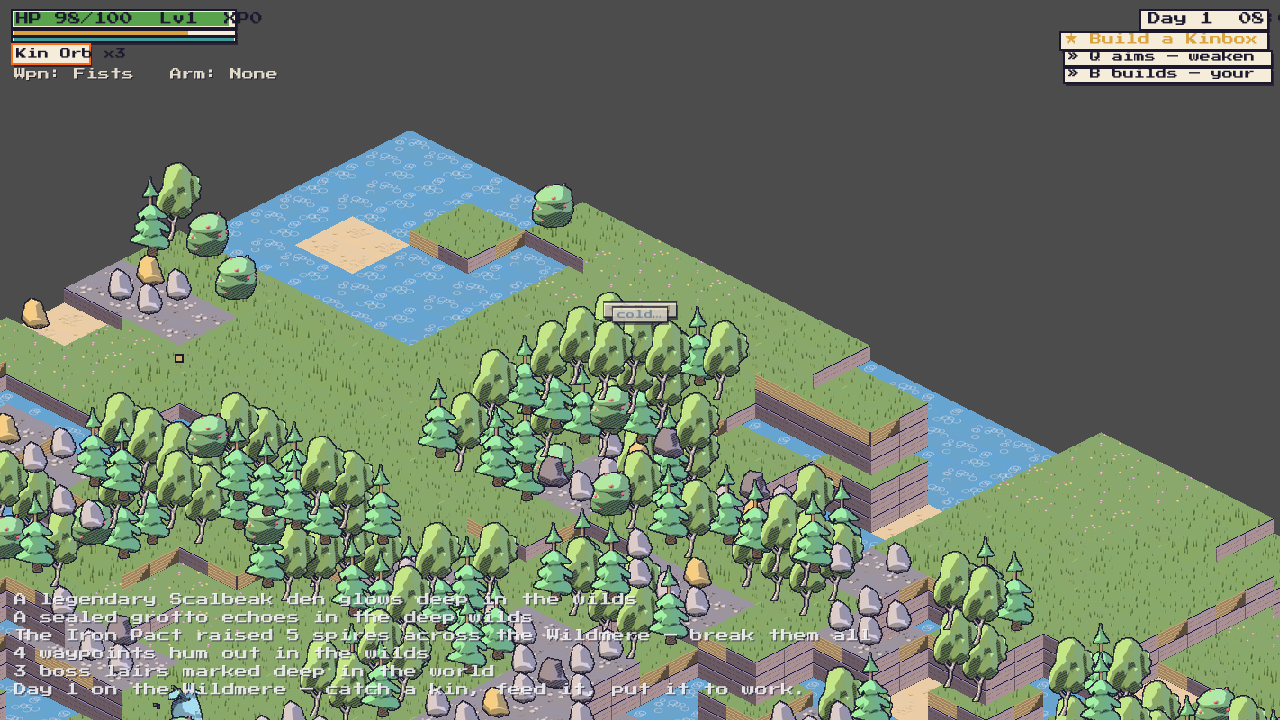 HP 98/100 Lv1 XP0
Day 1 08
★ Build a Kinbox
Kin Orb x3
» Q aims — weaken
Wpn: Fists Arm: None
» B builds — your
cold…
A legendary Scalbeak den glows deep in the wilds
A sealed grotto echoes in the deep wilds
The Iron Pact raised 5 spires across the Wildmere — break them all
4 waypoints hum out in the wilds
3 boss lairs marked deep in the world
Day 1 on the Wildmere — catch a kin, feed it, put it to work.